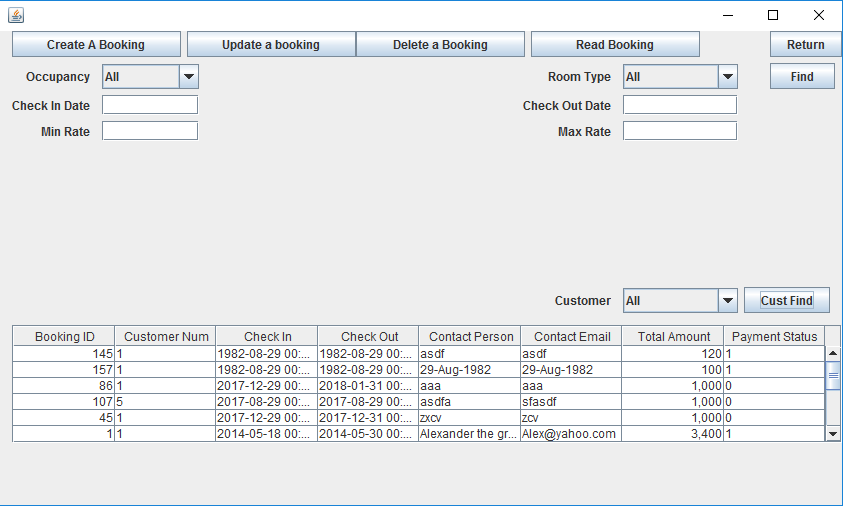 Create A Booking Update a booking Delete a Booking Read Booking Return
Occupancy All Room Type All Find
Check In Date Check Out Date
Min Rate Max Rate
Customer All Cust Find
Booking ID Customer Num Check In Check Out Contact Person Contact Email Total Amount Payment Status
145 1 1982-08-29 00:... 1982-08-29 00:... asdf asdf 120 1
157 1 1982-08-29 00:... 1982-08-29 00:... 29-Aug-1982 29-Aug-1982 100 1
86 1 2017-12-29 00:... 2018-01-31 00:... aaa aaa 1,000 0
107 5 2017-08-29 00:... 2017-08-29 00:... asdfa sfasdf 1,000 0
45 1 2017-12-29 00:... 2017-12-31 00:... zxcv zcv 1,000 0
1 1 2014-05-18 00:... 2014-05-30 00:... Alexander the gr... Alex@yahoo.com 3,400 1